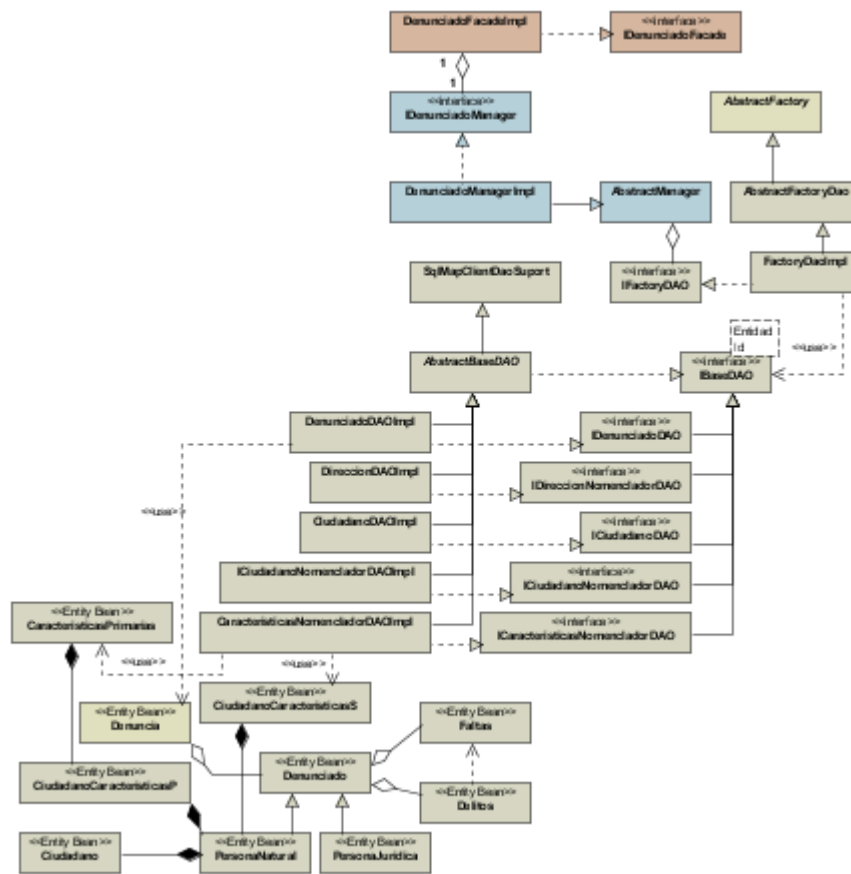 DenunciadoFacadeImpl
<<interface>>
IDenunciadoFacade
1
1
<<interface>>
IDenunciadoManager
AbstractFactory
DenunciadoManagerImpl
AbstractManager
AbstractFactoryDao
SqlMapClientDaoSuport
<<interface>>
IFactoryDAO
FactoryDaoImpl
Entidad
Id
<<use>>
AbstractBaseDAO
<<interface>>
IBaseDAO
DenunciadoDAOImpl
<<interface>>
IDenunciadoDAO
DireccionDAOImpl
<<interface>>
IDireccionNomencladorDAO
<<use>>
CiudadanoDAOImpl
<<interface>>
ICiudadanoDAO
ICiudadanoNomencladorDAOImpl
<<interface>>
ICiudadanoNomencladorDAO
<<Entity Bean>>
CaracteristicasPrimarias
CaracteristicasNomencladorDAOImpl
<<interface>>
ICaracteristicasNomencladorDAO
<<use>>
<<use>>
<<Entity Bean>>
CiudadanoCaracteristicasS
<<Entity Bean>>
Denuncia
<<Entity Bean>>
Faltas
<<Entity Bean>>
Denunciado
<<Entity Bean>>
CiudadanoCaracteristicasP
<<Entity Bean>>
Delitos
<<Entity Bean>>
Ciudadano
<<Entity Bean>>
PersonaNatural
<<Entity Bean>>
PersonaJuridica